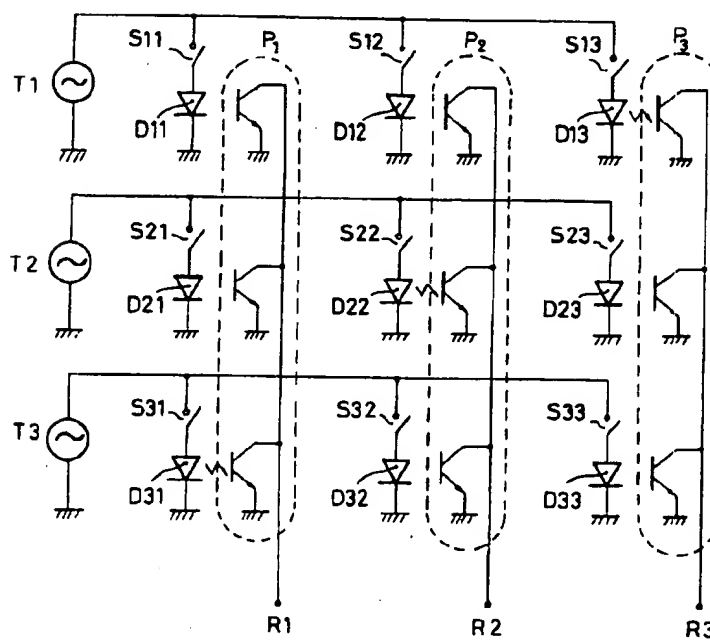 P1 P2 P3
S11 S12 S13
T1
D11 D12 D13
S21 S22 S23
T2
D21 D22 D23
S31 S32 S33
T3
D31 D32 D33
R1 R2 R3